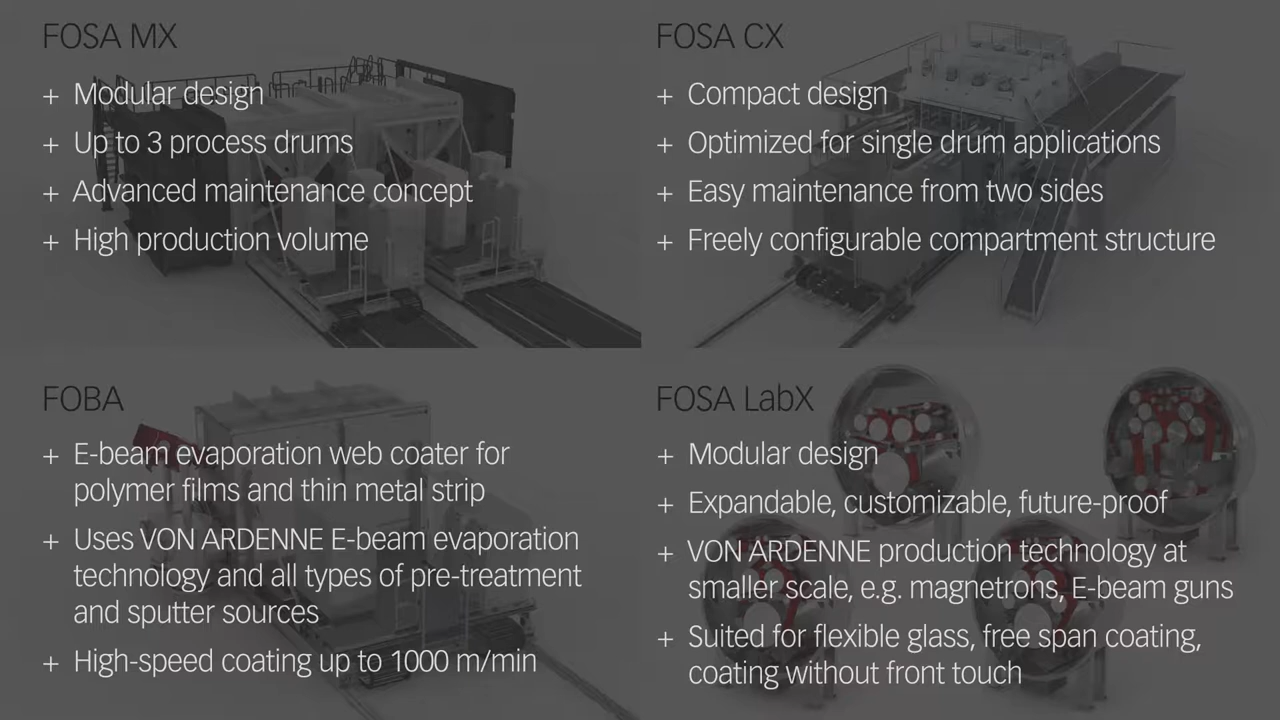 FOSA MX
+ Modular design
+ Up to 3 process drums
+ Advanced maintenance concept
+ High production volume
FOSA CX
+ Compact design
+ Optimized for single drum applications
+ Easy maintenance from two sides
+ Freely configurable compartment structure
FOBA
+ E-beam evaporation web coater for
polymer films and thin metal strip
+ Uses VON ARDENNE E-beam evaporation
technology and all types of pre-treatment
and sputter sources
+ High-speed coating up to 1000 m/min
FOSA LabX
+ Modular design
+ Expandable, customizable, future-proof
+ VON ARDENNE production technology at
smaller scale, e.g. magnetrons, E-beam guns
+ Suited for flexible glass, free span coating,
coating without front touch